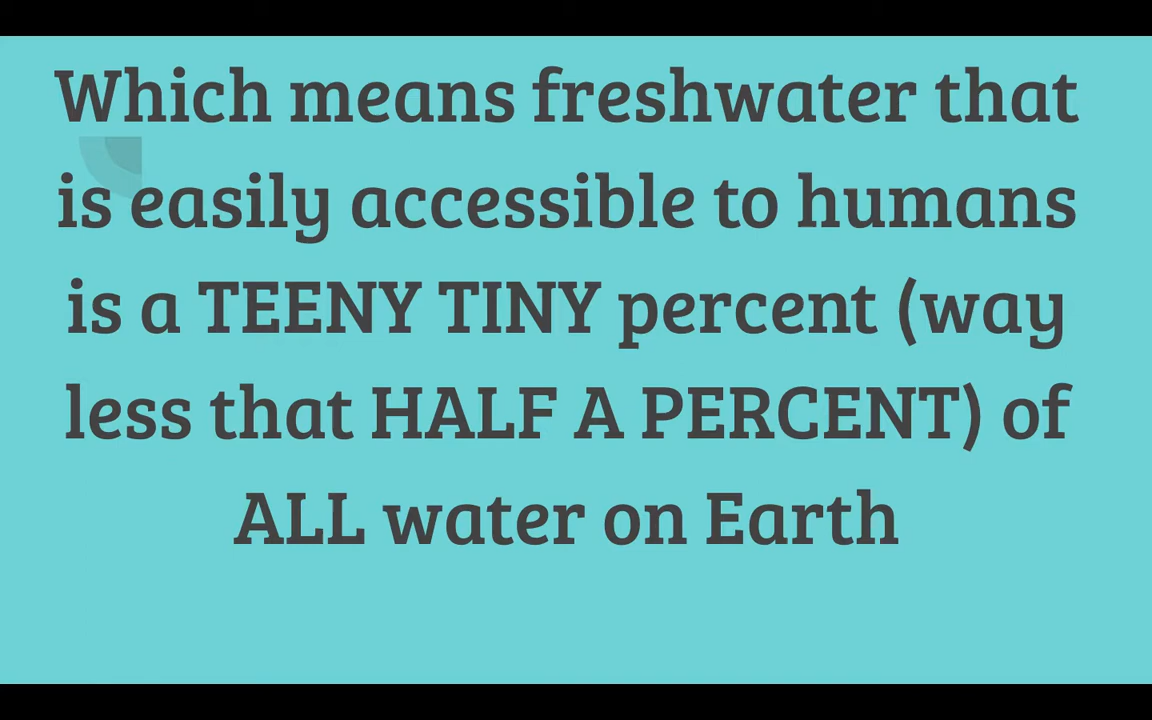 Which means freshwater that
is easily accessible to humans
is a TEENY TINY percent (way
less that HALF A PERCENT) of
ALL water on Earth